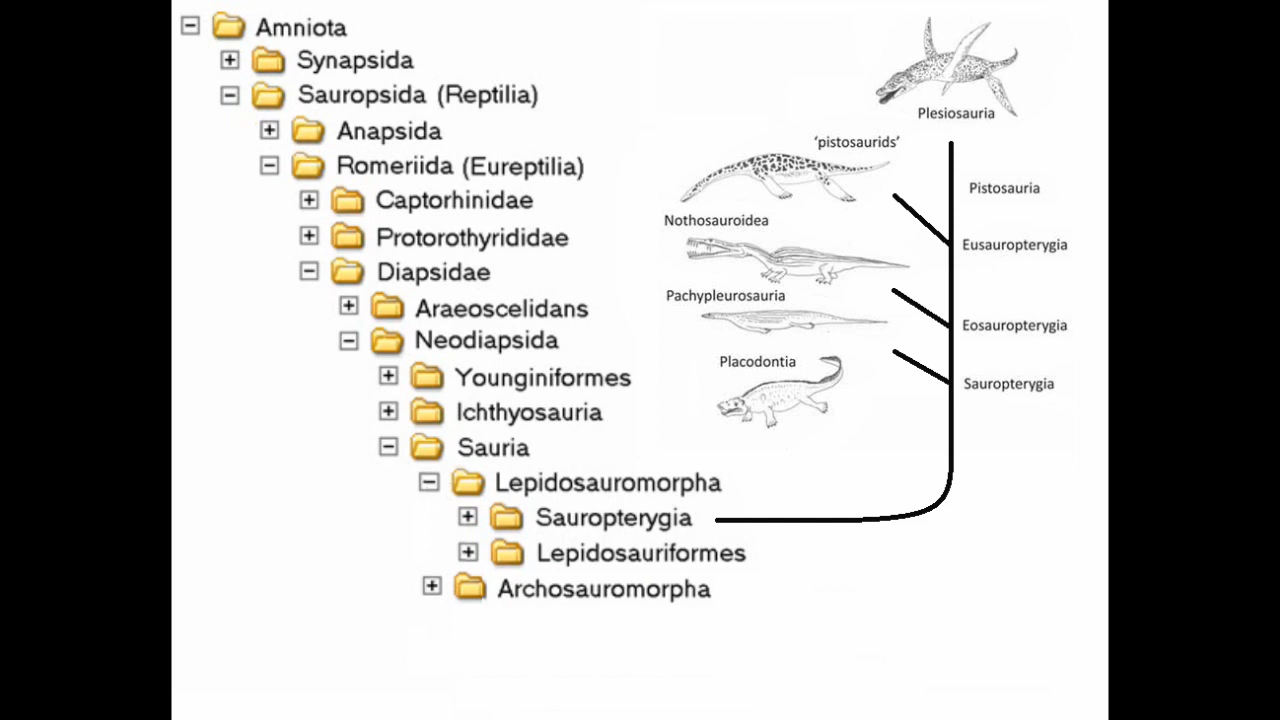 Amniota
Synapsida
Sauropsida (Reptilia)
Anapsida
Romeriida (Eureptilia)
Captorhinidae
Protorothyrididae
Diapsidae
Araeoscelidans
Neodiapsida
Younginiformes
Ichthyosauria
Sauria
Lepidosauromorpha
Sauropterygia
Lepidosauriformes
Archosauromorpha
Plesiosauria
‘pistosaurids’
Pistosauria
Nothosauroidea
Eusauropterygia
Pachypleurosauria
Eosauropterygia
Placodontia
Sauropterygia